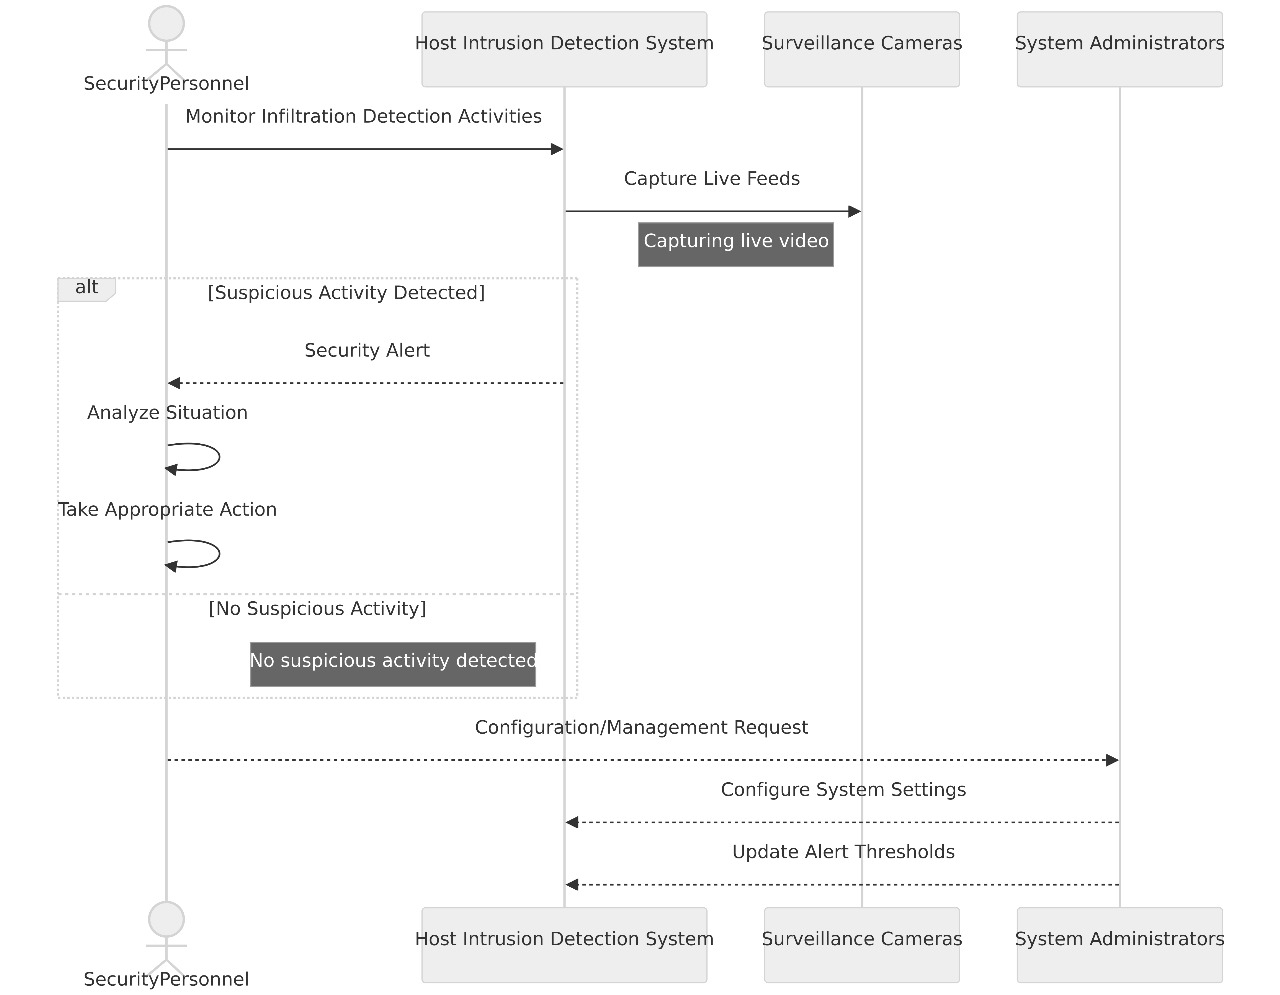 SecurityPersonnel
Host Intrusion Detection System
Surveillance Cameras
System Administrators
Monitor Infiltration Detection Activities
Capture Live Feeds
Capturing live video
alt
[Suspicious Activity Detected]
Security Alert
Analyze Situation
Take Appropriate Action
[No Suspicious Activity]
No suspicious activity detected
Configuration/Management Request
Configure System Settings
Update Alert Thresholds
SecurityPersonnel
Host Intrusion Detection System
Surveillance Cameras
System Administrators